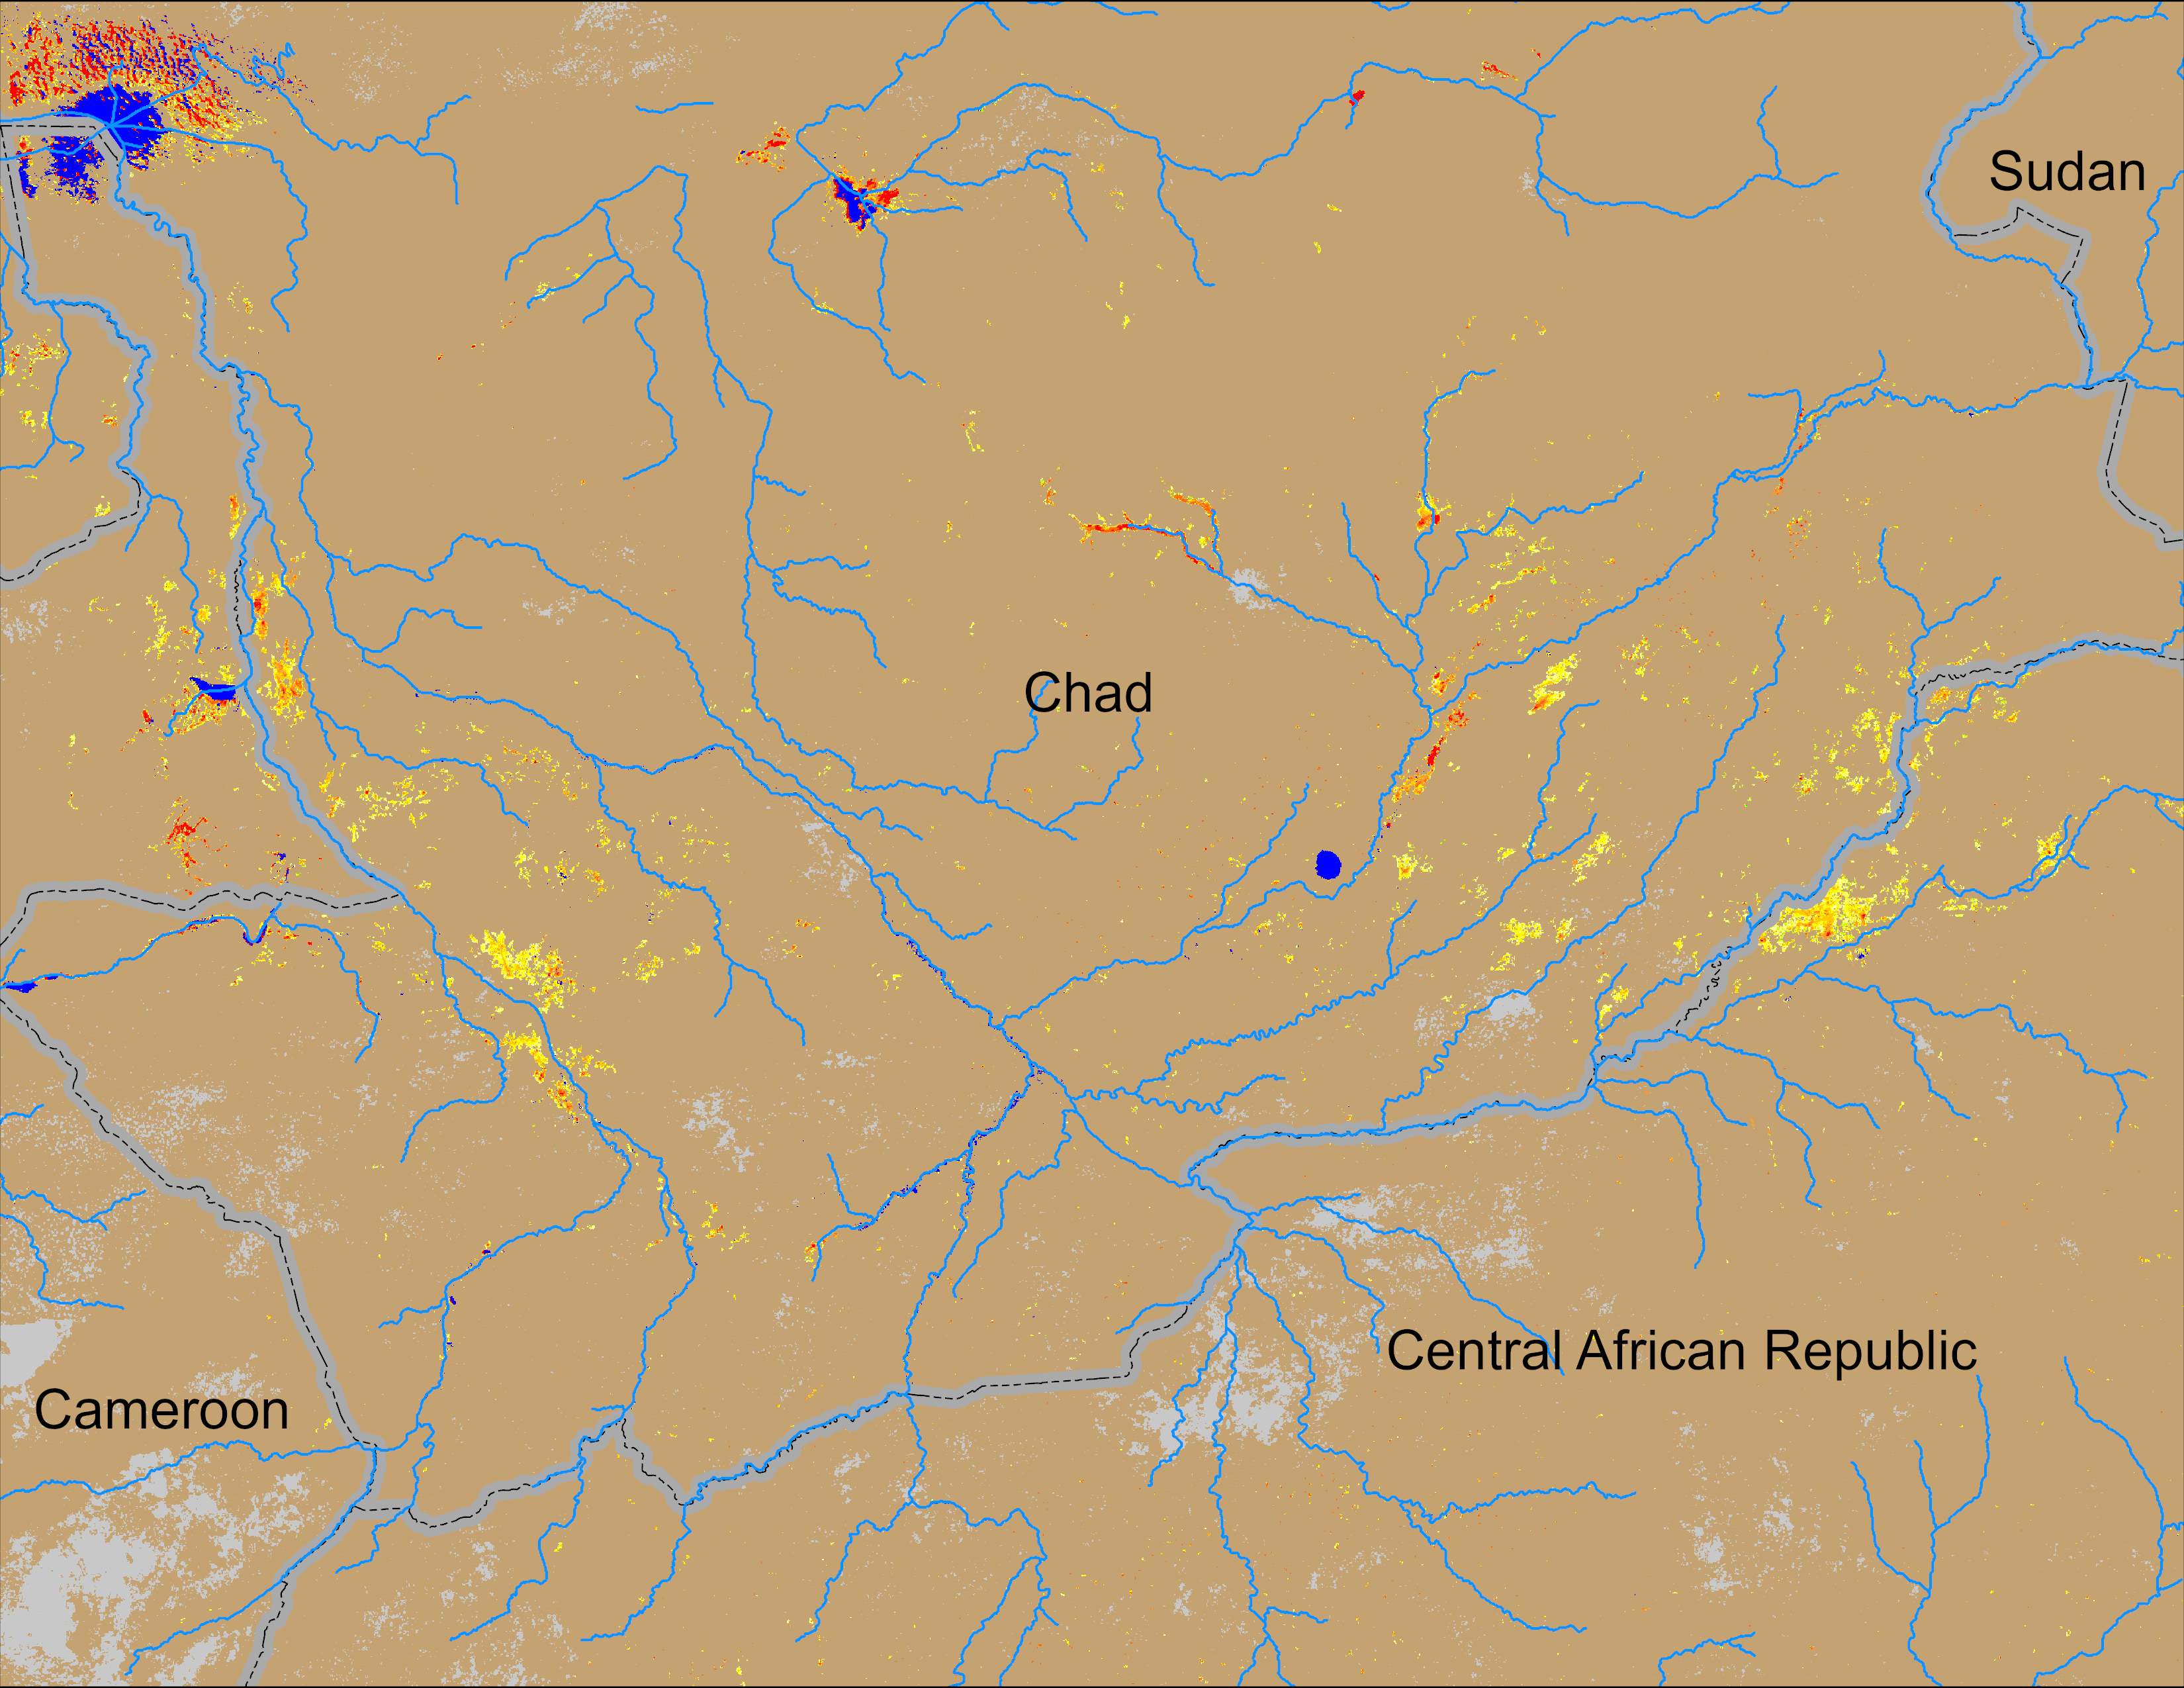 Sudan
Chad
Central African Republic
Cameroon